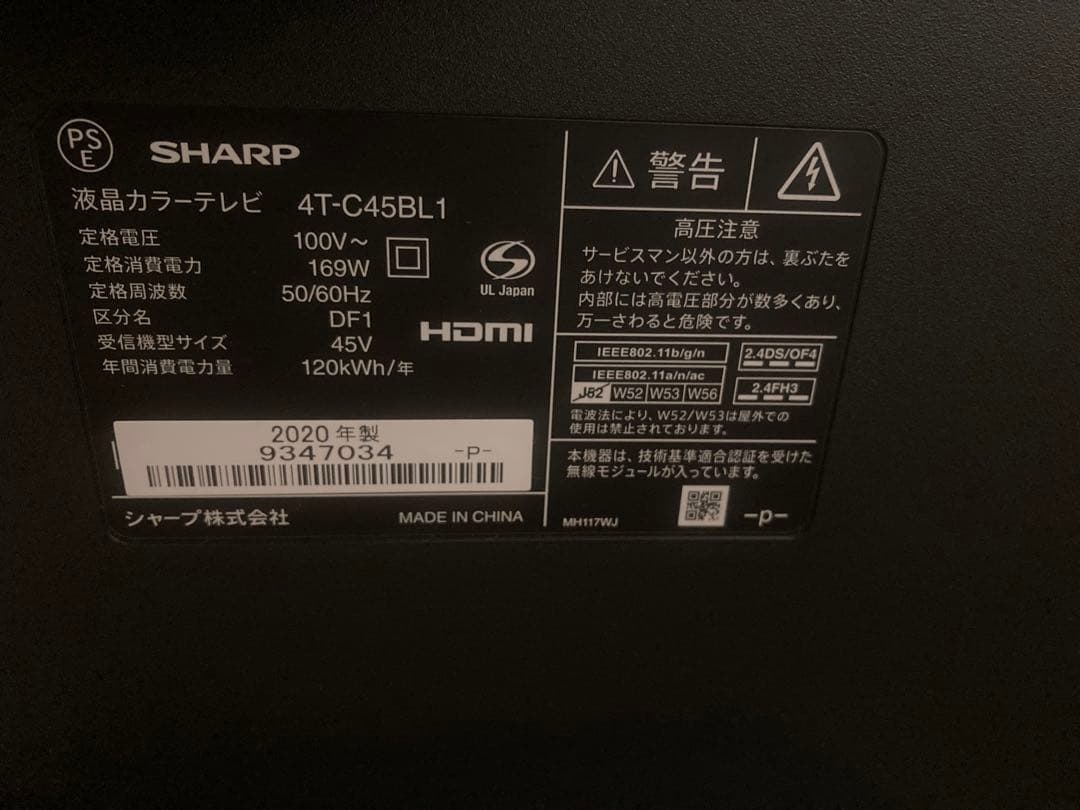 PS
E
SHARP
液晶カラーテレビ 4T-C45BL1
定格電圧 100V～
定格消費電力 169W
定格周波数 50/60Hz
区分名 DF1
受信機型サイズ 45V
年間消費電力量 120kWh/年
UL Japan
HDMI
2020年製
9347034 -P-
シャープ株式会社 MADE IN CHINA
警告
高圧注意
サービスマン以外の方は、裏ぶたを
あけないでください。
内部には高電圧部分が数多くあり、
万一さわると危険です。
IEEE802.11b/g/n
IEEE802.11a/n/ac
J52 W52 W53 W56
2.4DS/OF4
2.4FH3
電波法により、W52/W53は屋外での
使用は禁止されております。
本機器は、技術基準適合認証を受けた
無線モジュールが入っています。
MH117WJ -p-